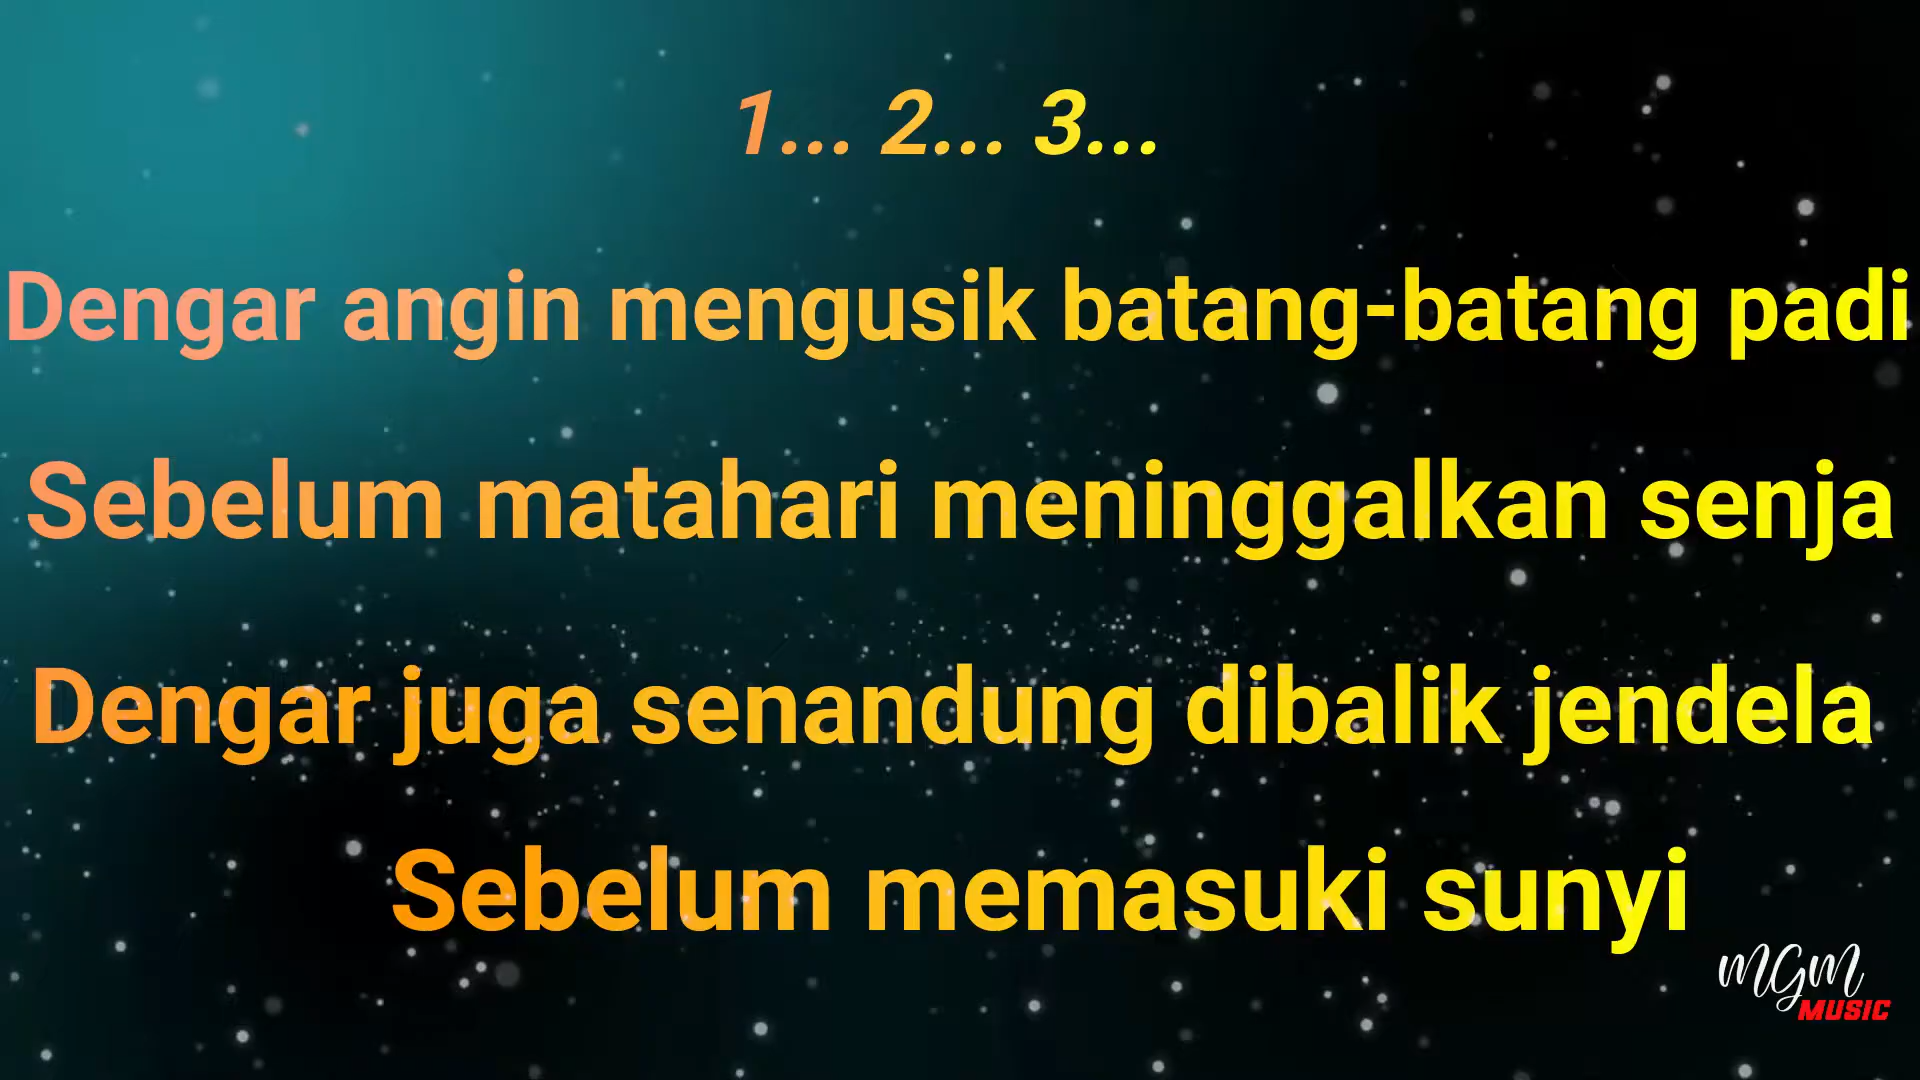 1... 2... 3...
Dengar angin mengusik batang-batang padi
Sebelum matahari meninggalkan senja
Dengar juga senandung dibalik jendela
Sebelum memasuki sunyi
MGM
MUSIC